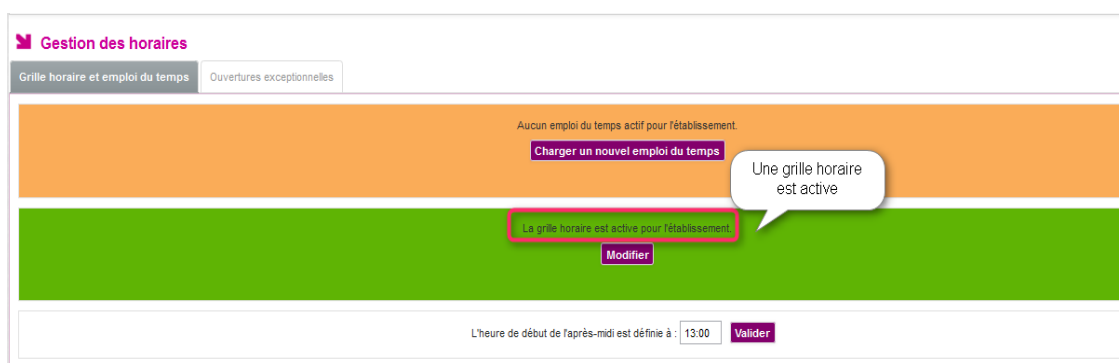 Gestion des horaires
Grille horaire et emploi du temps
Ouvertures exceptionnelles
Aucun emploi du temps actif pour l'établissement.
Charger un nouvel emploi du temps
Une grille horaire
est active
La grille horaire est active pour l'établissement.
Modifier
L'heure de début de l'après-midi est définie à : 13:00 Valider